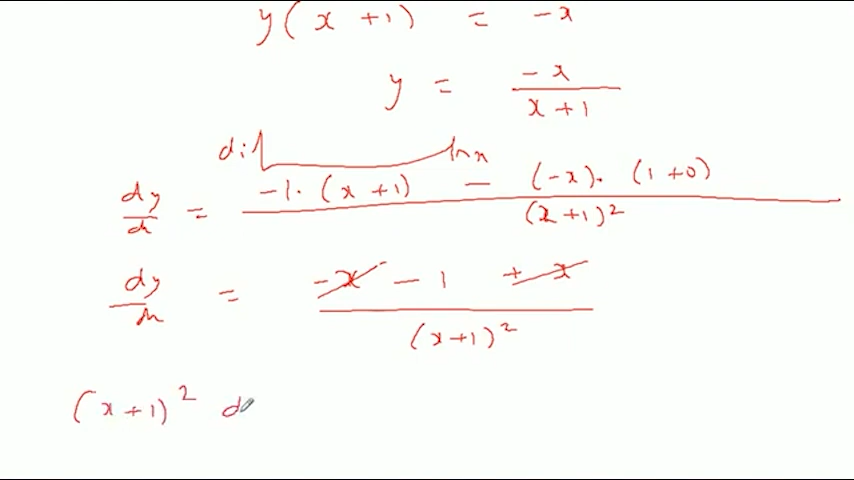 y(x+1) = -x
y = -x/(x+1)
dy/dx = (-1·(x+1) - (-x)·(1+0))/(x+1)²
dy/dx = (-x - 1 + x)/(x+1)²
(x+1)² d